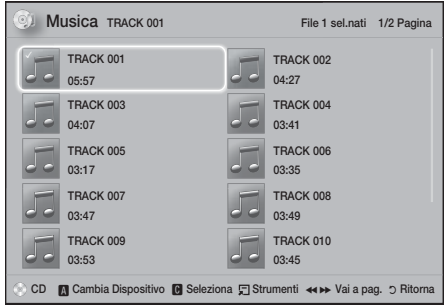 Musica TRACK 001 File 1 sel.nati 1/2 Pagina
TRACK 001 TRACK 002
05:57 04:27
TRACK 003 TRACK 004
04:07 03:41
TRACK 005 TRACK 006
03:17 03:35
TRACK 007 TRACK 008
03:47 03:49
TRACK 009 TRACK 010
03:53 03:45
CD A Cambia Dispositivo C Seleziona Strumenti Vai a pag. Ritorna